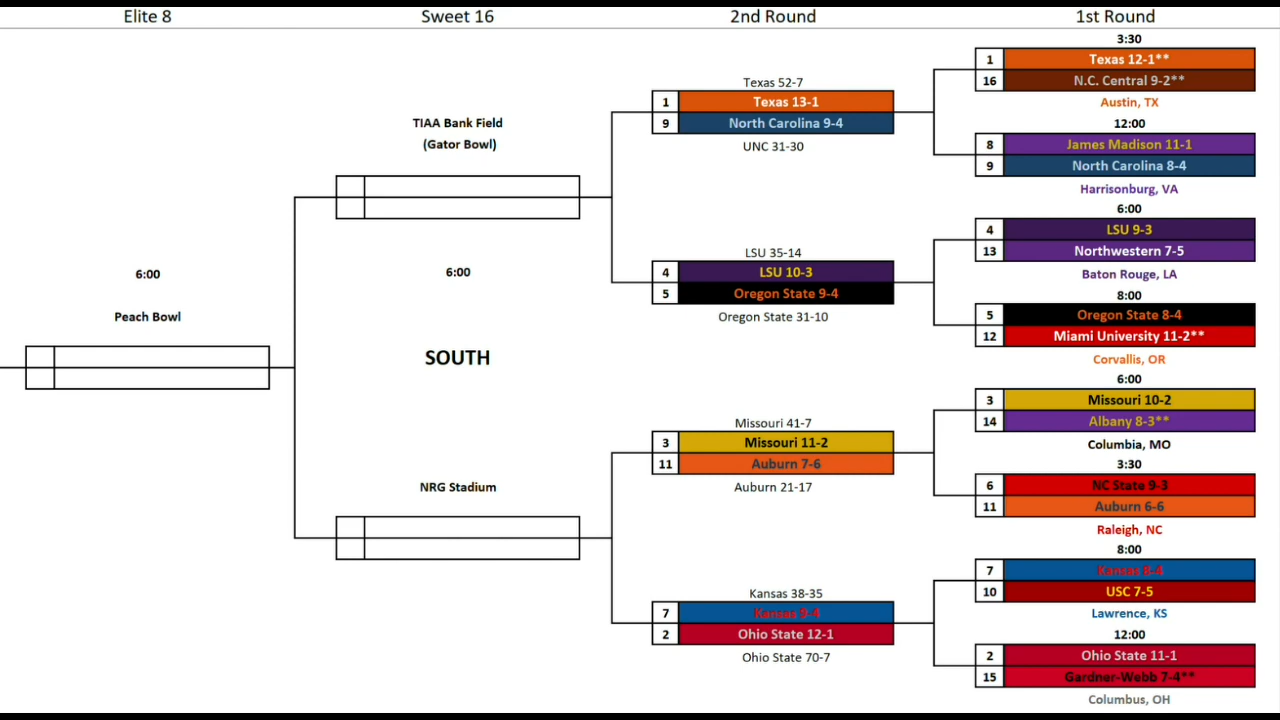 Elite 8
Sweet 16
2nd Round
1st Round
3:30
1 Texas 12-1**
16 N.C. Central 9-2**
Austin, TX
12:00
8 James Madison 11-1
9 North Carolina 8-4
Harrisonburg, VA
6:00
4 LSU 9-3
13 Northwestern 7-5
Baton Rouge, LA
8:00
5 Oregon State 8-4
12 Miami University 11-2**
Corvallis, OR
6:00
3 Missouri 10-2
14 Albany 8-3**
Columbia, MO
3:30
6 NC State 9-3
11 Auburn 6-6
Raleigh, NC
8:00
7 Kansas 8-4
10 USC 7-5
Lawrence, KS
12:00
2 Ohio State 11-1
15 Gardner-Webb 7-4**
Columbus, OH
Texas 52-7
1 Texas 13-1
9 North Carolina 9-4
UNC 31-30
LSU 35-14
4 LSU 10-3
5 Oregon State 9-4
Oregon State 31-10
Missouri 41-7
3 Missouri 11-2
11 Auburn 7-6
Auburn 21-17
Kansas 38-35
7 Kansas 9-4
2 Ohio State 12-1
Ohio State 70-7
TIAA Bank Field
(Gator Bowl)
6:00
SOUTH
NRG Stadium
6:00
Peach Bowl